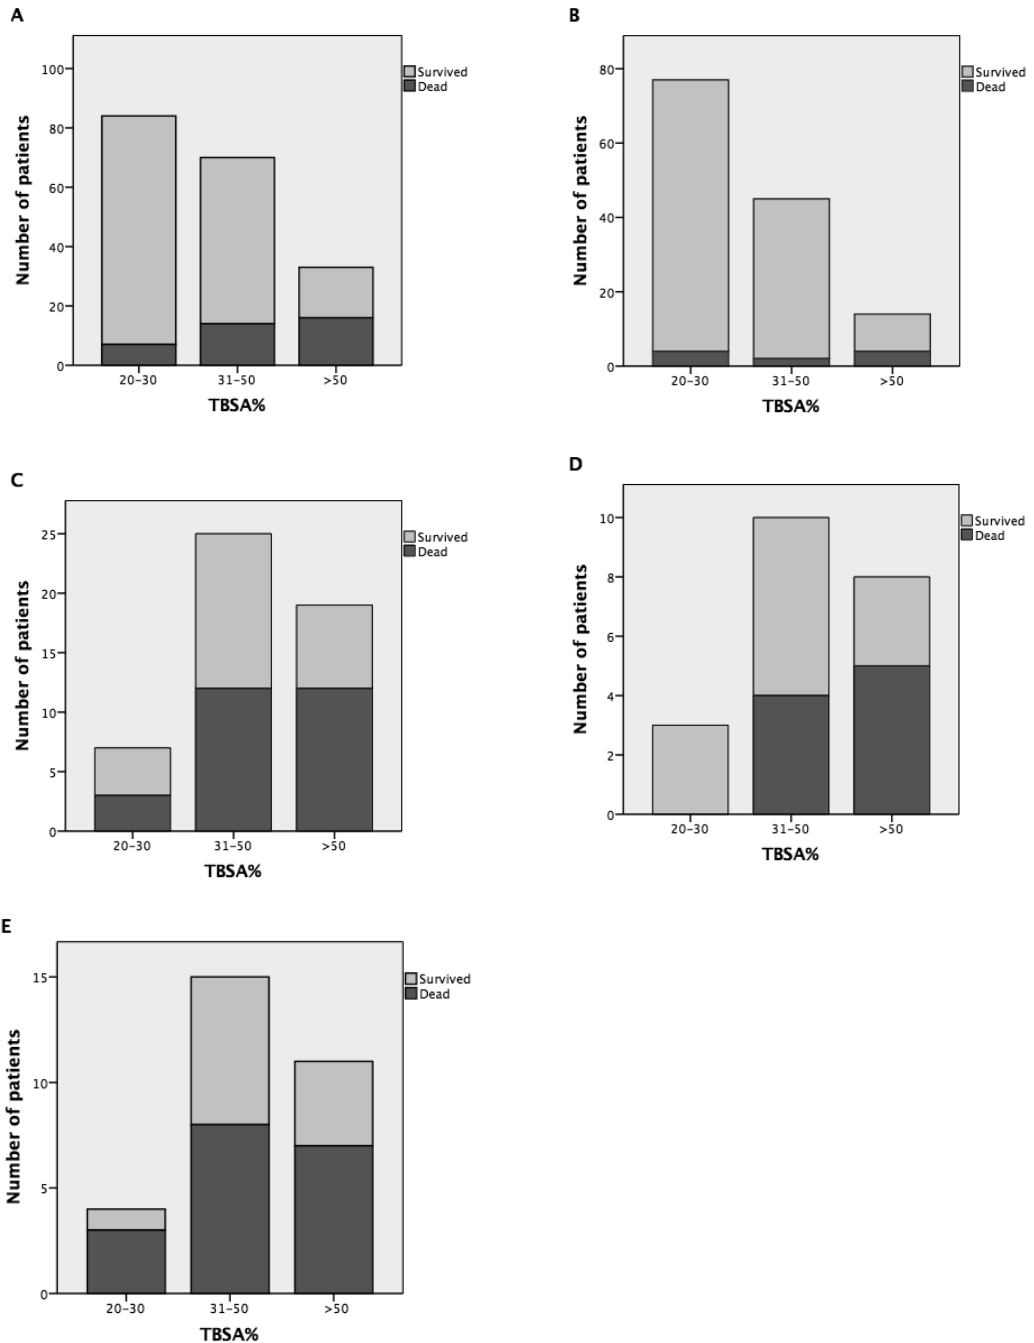 A
Number of patients
100
80
60
40
20
0
20-30
31-50
>50
TBSA%
Survived
Dead
B
Number of patients
80
60
40
20
0
20-30
31-50
>50
TBSA%
Survived
Dead
C
Number of patients
25
20
15
10
5
0
20-30
31-50
>50
TBSA%
Survived
Dead
D
Number of patients
10
8
6
4
2
0
20-30
31-50
>50
TBSA%
Survived
Dead
E
Number of patients
15
10
5
0
20-30
31-50
>50
TBSA%
Survived
Dead